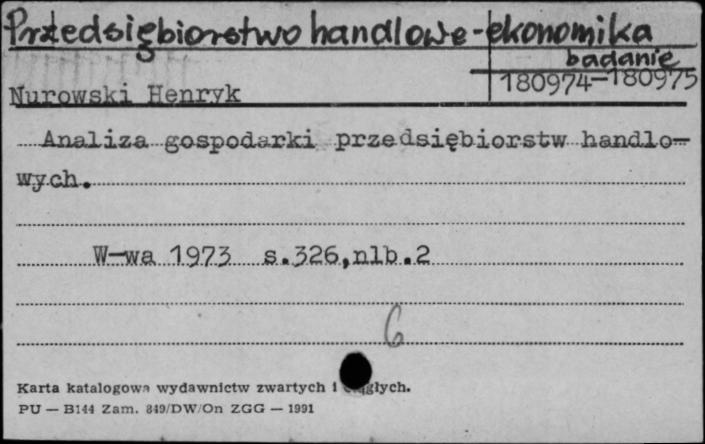 Przedsiębiorstwo handlowe - ekonomika
badanie
180974-180975
Nurowski Henryk
Analiza gospodarki przedsiębiorstw handlo-
wych.
W-wa 1973 s.326,nlb.2
6
Karta katalogowa wydawnictw zwartych i ciągłych.
PU — B144 Zam. 849/DW/On ZGG — 1991